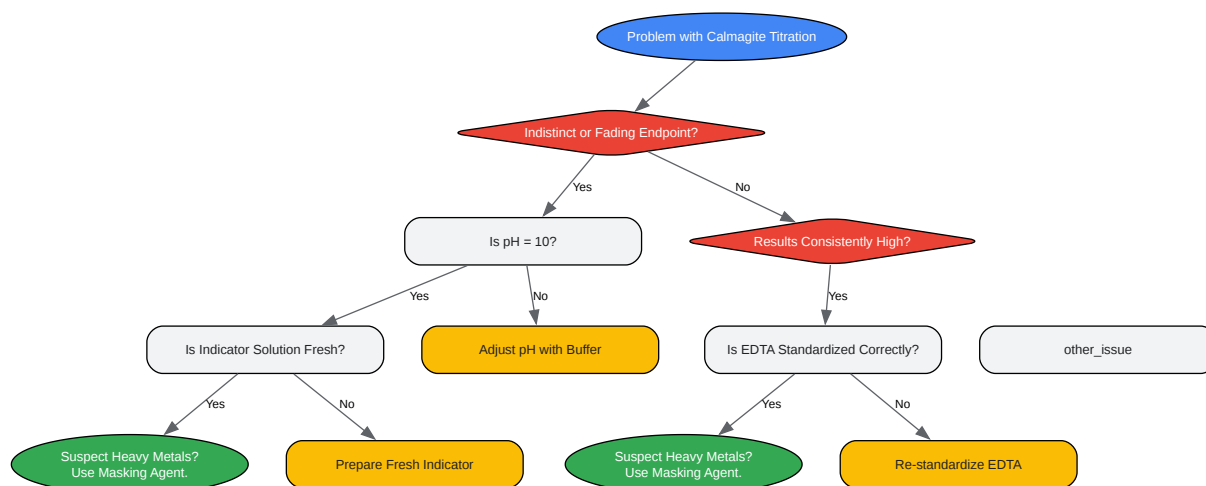 Problem with Calmagite Titration
Indistinct or Fading Endpoint?
Yes
No
Is pH = 10?
Results Consistently High?
Yes
No
Yes
Is Indicator Solution Fresh?
Adjust pH with Buffer
Is EDTA Standardized Correctly?
other_issue
Yes
No
Yes
No
Suspect Heavy Metals?
Use Masking Agent.
Prepare Fresh Indicator
Suspect Heavy Metals?
Use Masking Agent.
Re-standardize EDTA